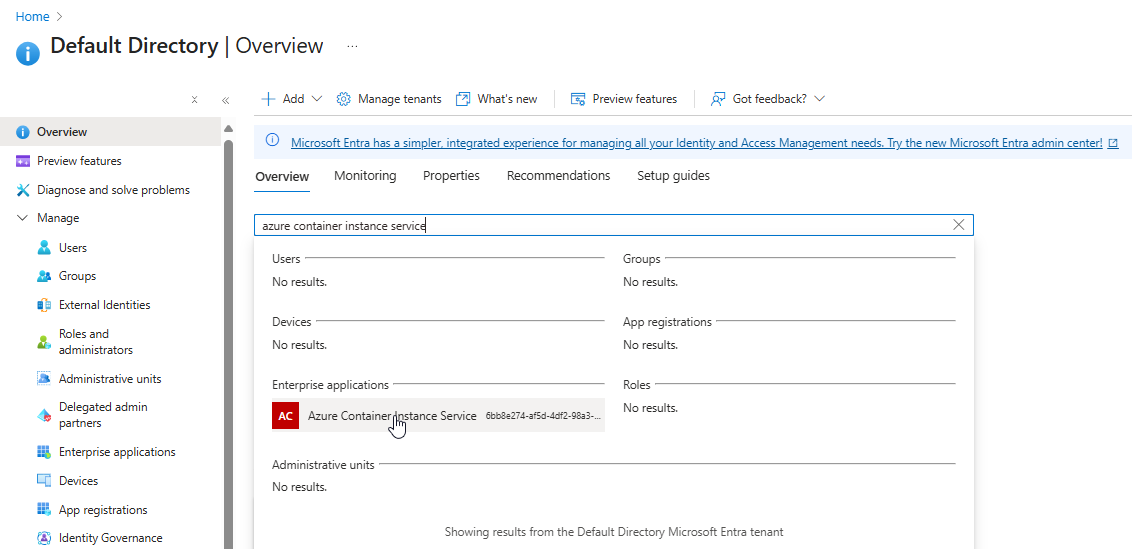 Home
Default Directory | Overview ...
Add
Manage tenants
What's new
Preview features
Got feedback?
Overview
Preview features
Diagnose and solve problems
Manage
Users
Groups
External Identities
Roles and
administrators
Administrative units
Delegated admin
partners
Enterprise applications
Devices
App registrations
Identity Governance
Microsoft Entra has a simpler, integrated experience for managing all your Identity and Access Management needs. Try the new Microsoft Entra admin center!
Overview Monitoring Properties Recommendations Setup guides
azure container instance service
Users
No results.
Groups
No results.
Devices
No results.
App registrations
No results.
Enterprise applications
AC Azure Container Instance Service 6bb8e274-af5d-4df2-98a3-...
Roles
No results.
Administrative units
No results.
Showing results from the Default Directory Microsoft Entra tenant